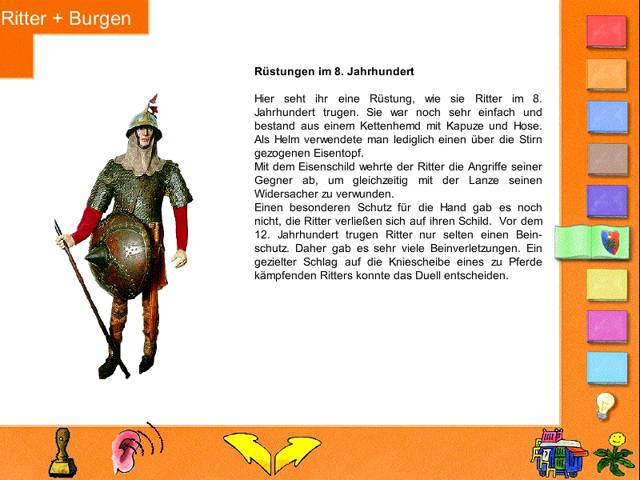 Ritter + Burgen
Rüstungen im 8. Jahrhundert
Hier seht ihr eine Rüstung, wie sie Ritter im 8.
Jahrhundert trugen. Sie war noch sehr einfach und
bestand aus einem Kettenhemd mit Kapuze und Hose.
Als Helm verwendete man lediglich einen über die Stirn
gezogenen Eisentopf.
Mit dem Eisenschild wehrte der Ritter die Angriffe seiner
Gegner ab, um gleichzeitig mit der Lanze seinen
Widersacher zu verwunden.
Einen besonderen Schutz für die Hand gab es noch
nicht, die Ritter verließen sich auf ihren Schild. Vor dem
12. Jahrhundert trugen Ritter nur selten einen Bein-
schutz. Daher gab es sehr viele Beinverletzungen. Ein
gezielter Schlag auf die Kniescheibe eines zu Pferde
kämpfenden Ritters konnte das Duell entscheiden.